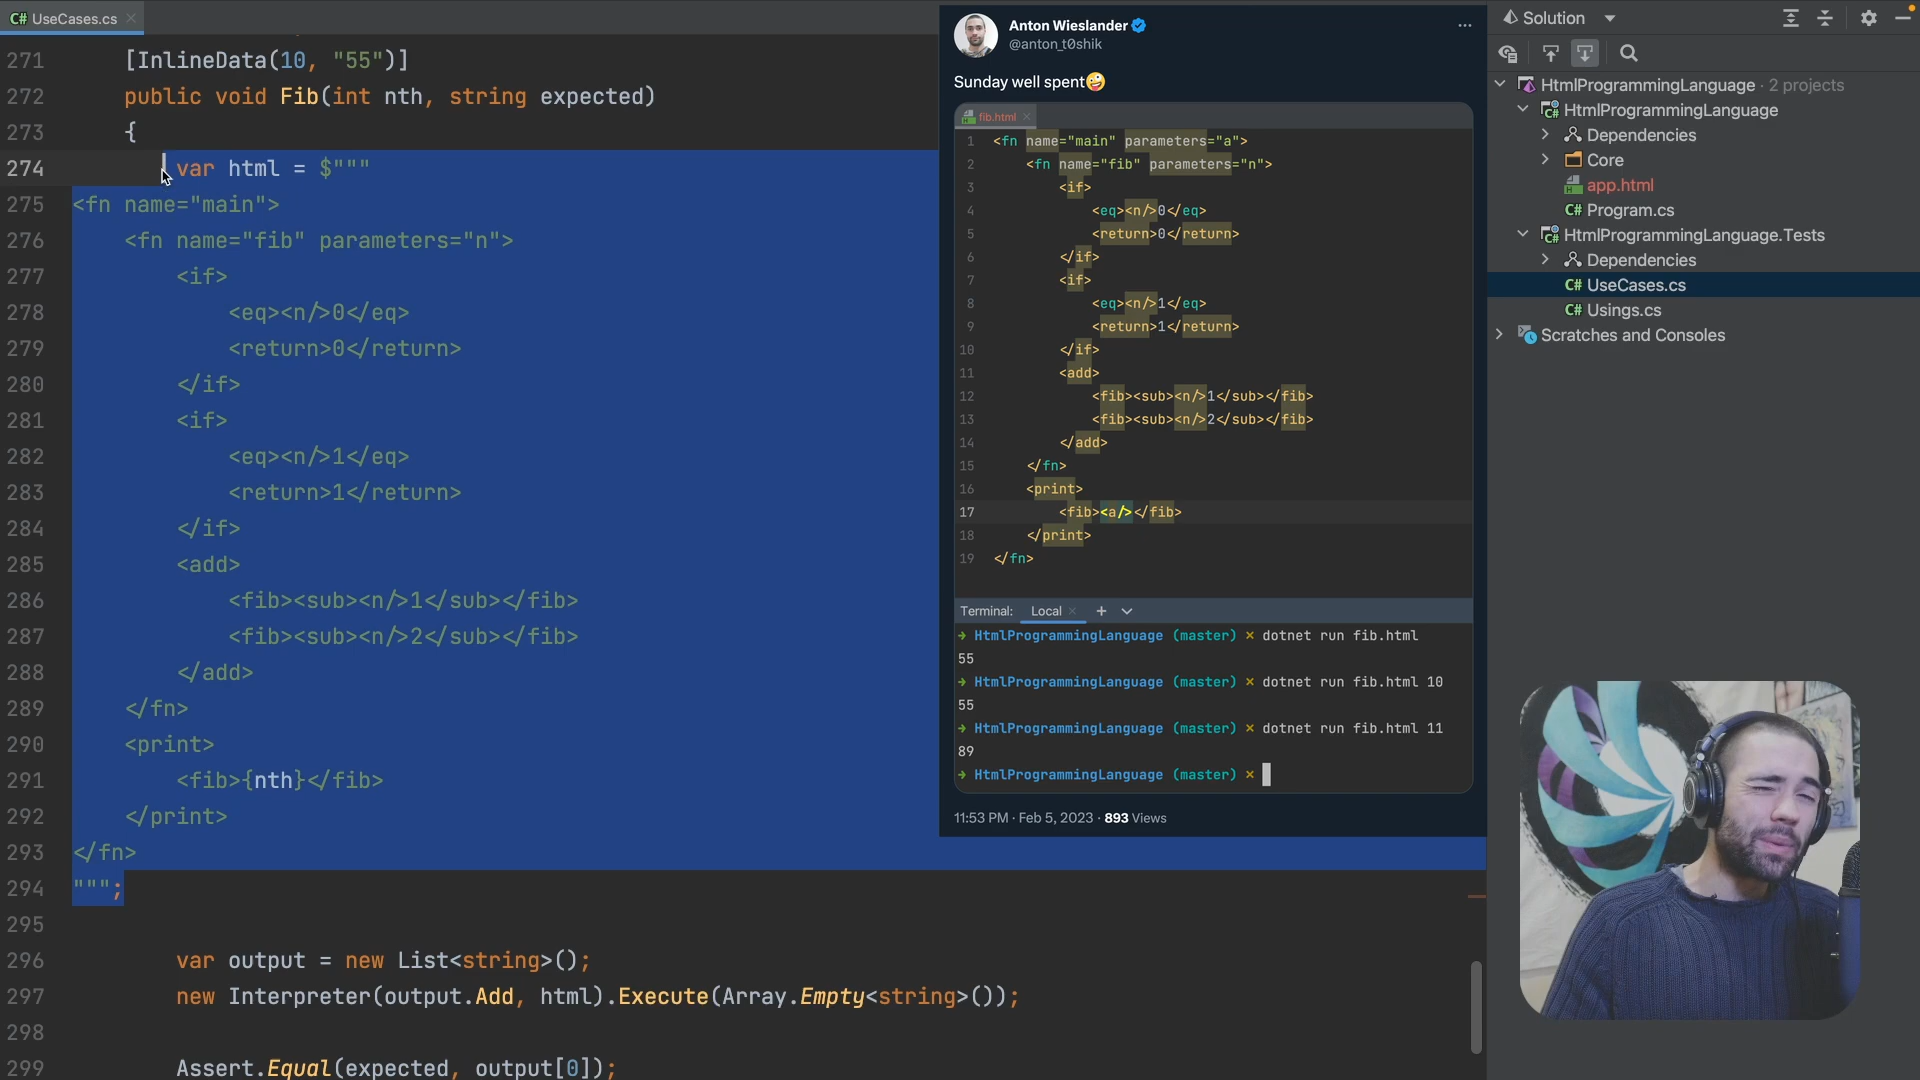 C# UseCases.cs
271 [InlineData(10, "55")]
272 public void Fib(int nth, string expected)
273 {
274 var html = $"""
275 <fn name="main">
276 <fn name="fib" parameters="n">
277 <if>
278 <eq><n/>0</eq>
279 <return>0</return>
280 </if>
281 <if>
282 <eq><n/>1</eq>
283 <return>1</return>
284 </if>
285 <add>
286 <fib><sub><n/>1</sub></fib>
287 <fib><sub><n/>2</sub></fib>
288 </add>
289 </fn>
290 <print>
291 <fib>{nth}</fib>
292 </print>
293 </fn>
294 """;
295
296 var output = new List<string>();
297 new Interpreter(output.Add, html).Execute(Array.Empty<string>());
298
299 Assert.Equal(expected, output[0]);
Anton Wieslander
@anton_t0shik
Sunday well spent🤪
fib.html
1 <fn name="main" parameters="a">
2 <fn name="fib" parameters="n">
3 <if>
4 <eq><n/>0</eq>
5 <return>0</return>
6 </if>
7 <if>
8 <eq><n/>1</eq>
9 <return>1</return>
10 </if>
11 <add>
12 <fib><sub><n/>1</sub></fib>
13 <fib><sub><n/>2</sub></fib>
14 </add>
15 </fn>
16 <print>
17 <fib><a/></fib>
18 </print>
19 </fn>
Terminal: Local
→ HtmlProgrammingLanguage (master) × dotnet run fib.html
55
→ HtmlProgrammingLanguage (master) × dotnet run fib.html 10
55
→ HtmlProgrammingLanguage (master) × dotnet run fib.html 11
89
→ HtmlProgrammingLanguage (master) ×
11:53 PM · Feb 5, 2023 · 893 Views
Solution
HtmlProgrammingLanguage · 2 projects
HtmlProgrammingLanguage
Dependencies
Core
app.html
C# Program.cs
HtmlProgrammingLanguage.Tests
Dependencies
C# UseCases.cs
C# Usings.cs
Scratches and Consoles